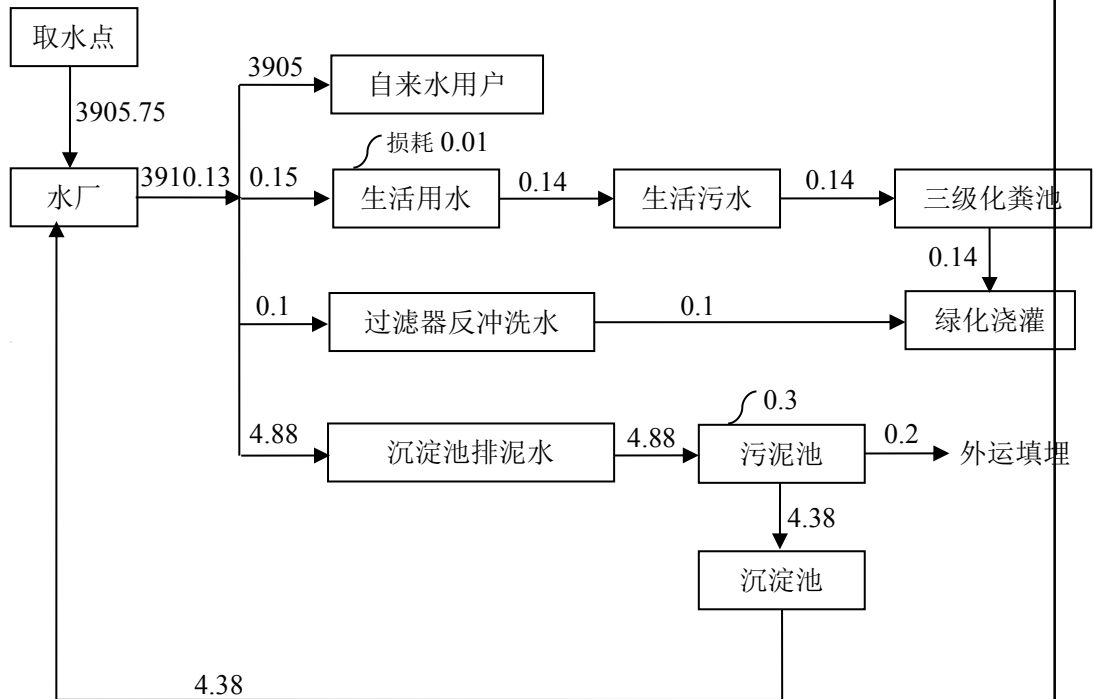 取水点
3905.75
3905
自来水用户
损耗 0.01
水厂
3910.13
0.15
生活用水
0.14
生活污水
0.14
三级化粪池
0.14
0.1
过滤器反冲洗水
0.1
绿化浇灌
0.3
4.88
沉淀池排泥水
4.88
污泥池
0.2
外运填埋
4.38
沉淀池
4.38